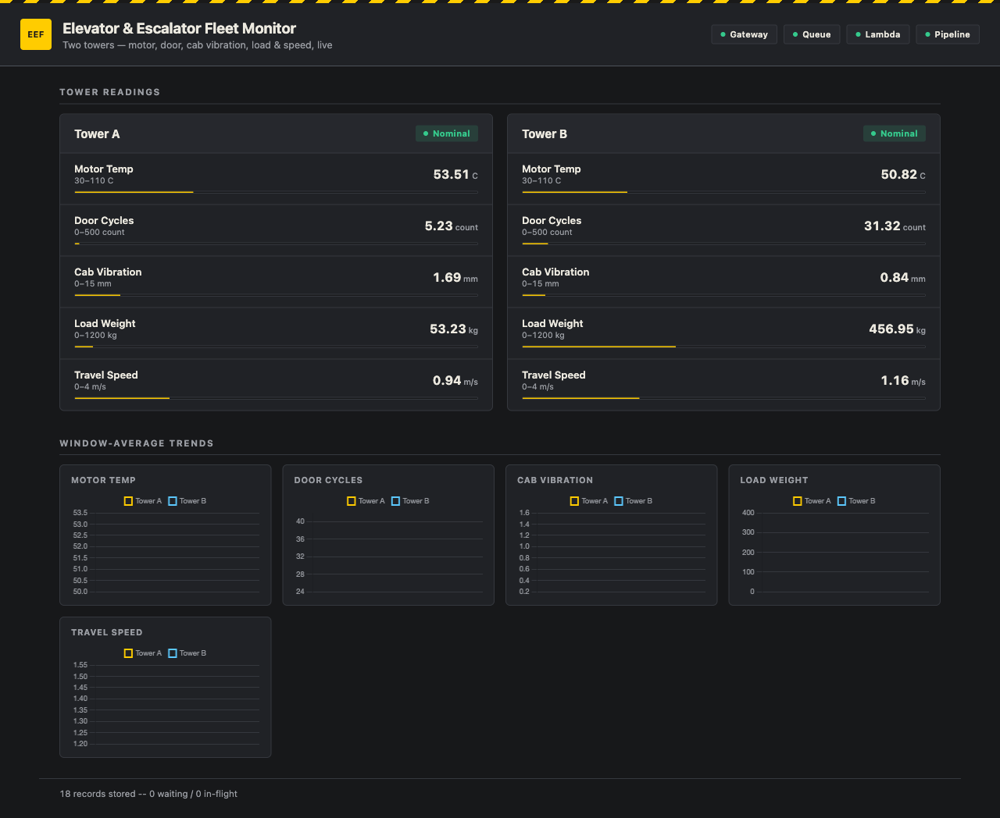 EEF
Elevator & Escalator Fleet Monitor
Two towers — motor, door, cab vibration, load & speed, live
Gateway
Queue
Lambda
Pipeline
TOWER READINGS
Tower A
Nominal
Motor Temp
30–110 C
53.51 C
Door Cycles
0–500 count
5.23 count
Cab Vibration
0–15 mm
1.69 mm
Load Weight
0–1200 kg
53.23 kg
Travel Speed
0–4 m/s
0.94 m/s
Tower B
Nominal
Motor Temp
30–110 C
50.82 C
Door Cycles
0–500 count
31.32 count
Cab Vibration
0–15 mm
0.84 mm
Load Weight
0–1200 kg
456.95 kg
Travel Speed
0–4 m/s
1.16 m/s
WINDOW-AVERAGE TRENDS
MOTOR TEMP
Tower A Tower B
53.5
53.0
52.5
52.0
51.5
51.0
50.5
50.0
DOOR CYCLES
Tower A Tower B
40
36
32
28
24
CAB VIBRATION
Tower A Tower B
1.6
1.4
1.2
1.0
0.8
0.6
0.4
0.2
LOAD WEIGHT
Tower A Tower B
400
300
200
100
0
TRAVEL SPEED
Tower A Tower B
1.55
1.50
1.45
1.40
1.35
1.30
1.25
1.20
18 records stored -- 0 waiting / 0 in-flight